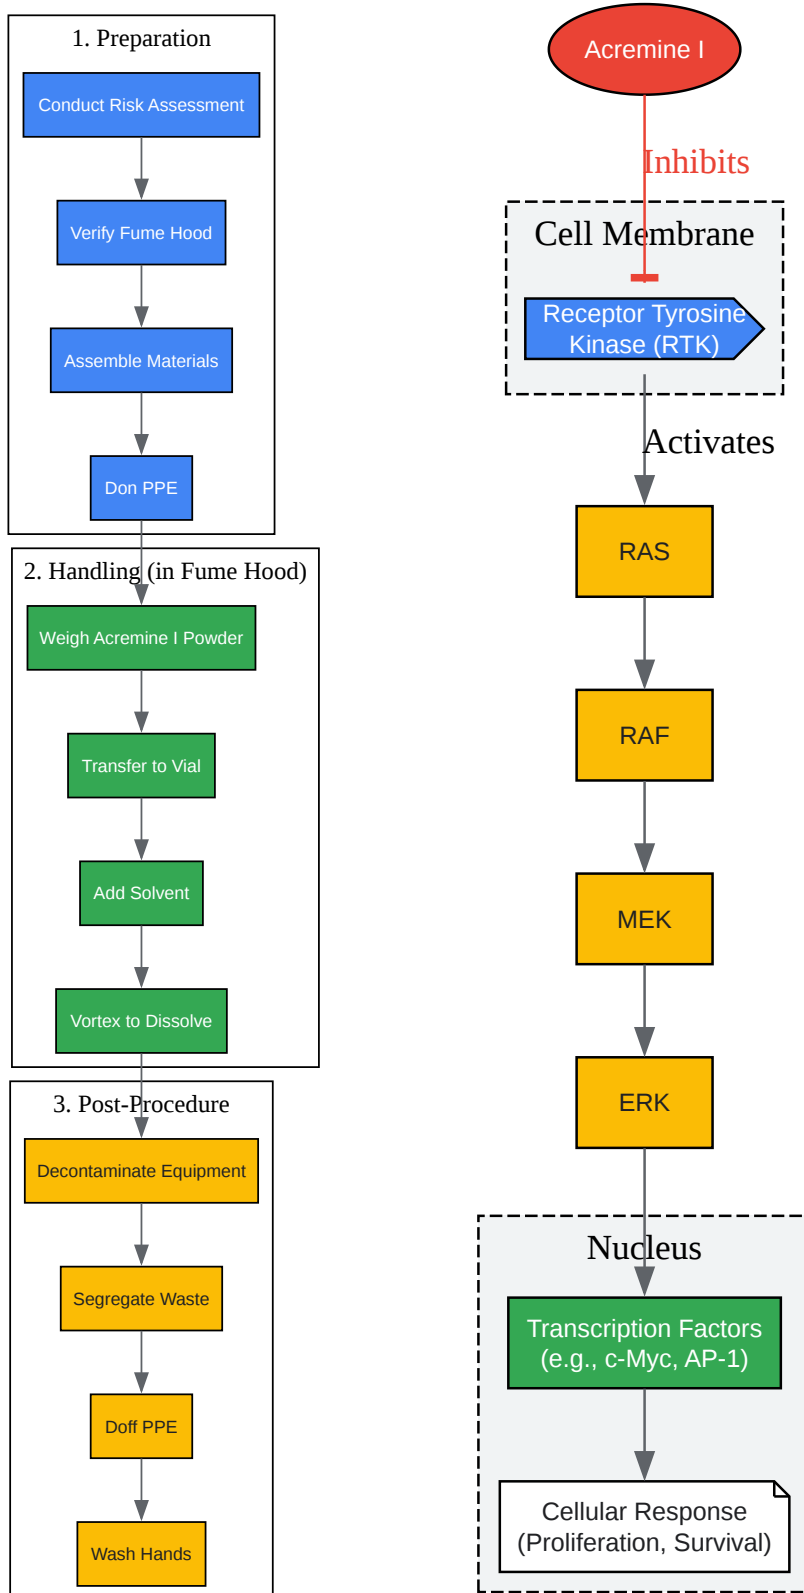 1. Preparation
Conduct Risk Assessment
Verify Fume Hood
Assemble Materials
Don PPE
2. Handling (in Fume Hood)
Weigh Acremine I Powder
Transfer to Vial
Add Solvent
Vortex to Dissolve
3. Post-Procedure
Decontaminate Equipment
Segregate Waste
Doff PPE
Wash Hands
Acremine I
Inhibits
Cell Membrane
Receptor Tyrosine
Kinase (RTK)
Activates
RAS
RAF
MEK
ERK
Nucleus
Transcription Factors
(e.g., c-Myc, AP-1)
Cellular Response
(Proliferation, Survival)